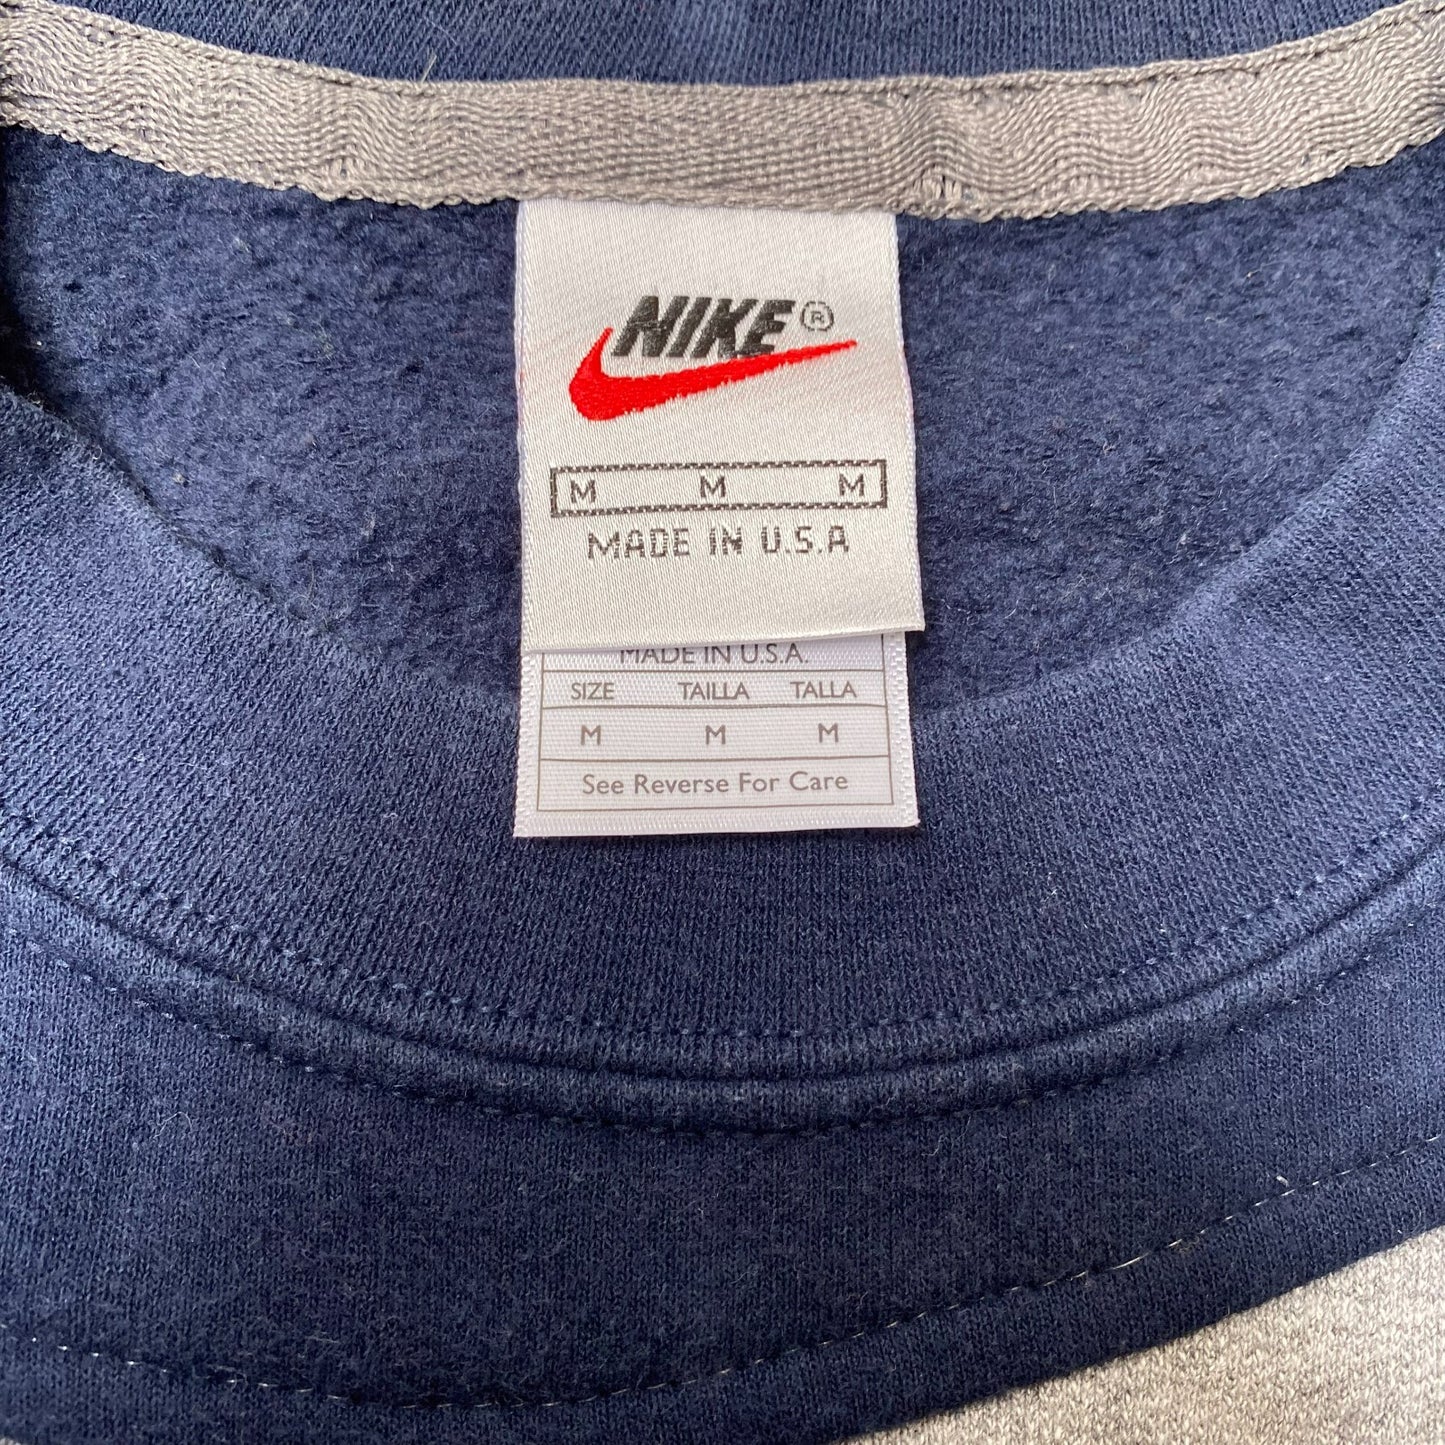 NIKE®
M M M
MADE IN U.S.A
MADE IN U.S.A.
SIZE TAILLA TALLA
M M M
See Reverse For Care